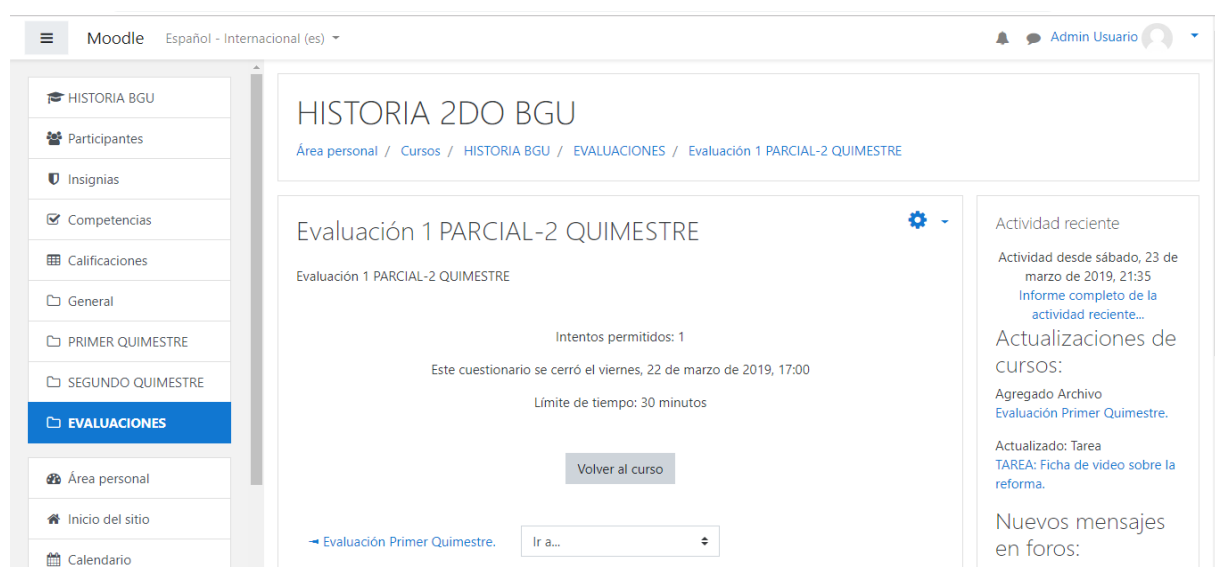 Moodle Español - Internacional (es)
Admin Usuario
HISTORIA BGU
Participantes
Insignias
Competencias
Calificaciones
General
PRIMER QUIMESTRE
SEGUNDO QUIMESTRE
EVALUACIONES
Área personal
Inicio del sitio
Calendario
HISTORIA 2DO BGU
Área personal / Cursos / HISTORIA BGU / EVALUACIONES / Evaluación 1 PARCIAL-2 QUIMESTRE
Evaluación 1 PARCIAL-2 QUIMESTRE
Evaluación 1 PARCIAL-2 QUIMESTRE
Intentos permitidos: 1
Este cuestionario se cerró el viernes, 22 de marzo de 2019, 17:00
Límite de tiempo: 30 minutos
Volver al curso
◄ Evaluación Primer Quimestre.
Ir a...
Actividad reciente
Actividad desde sábado, 23 de
marzo de 2019, 21:35
Informe completo de la
actividad reciente...
Actualizaciones de
cursos:
Agregado Archivo
Evaluación Primer Quimestre.
Actualizado: Tarea
TAREA: Ficha de video sobre la
reforma.
Nuevos mensajes
en foros: